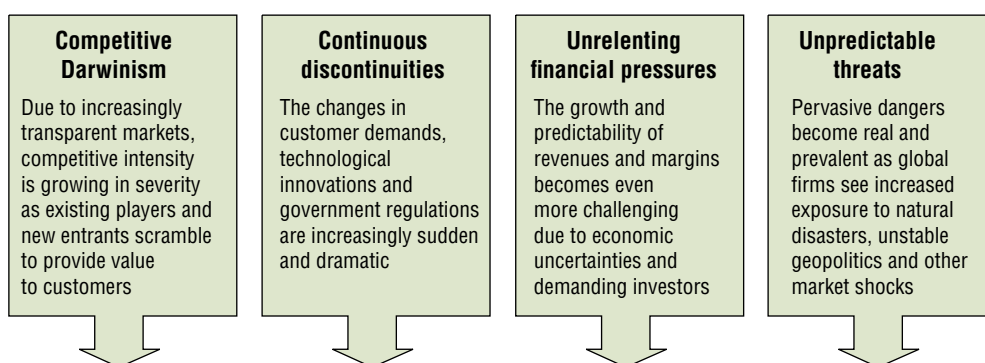 Competitive
Darwinism
Due to increasingly
transparent markets,
competitive intensity
is growing in severity
as existing players and
new entrants scramble
to provide value
to customers
Continuous
discontinuities
The changes in
customer demands,
technological
innovations and
government regulations
are increasingly sudden
and dramatic
Unrelenting
financial pressures
The growth and
predictability of
revenues and margins
becomes even
more challenging
due to economic
uncertainties and
demanding investors
Unpredictable
threats
Pervasive dangers
become real and
prevalent as global
firms see increased
exposure to natural
disasters, unstable
geopolitics and other
market shocks